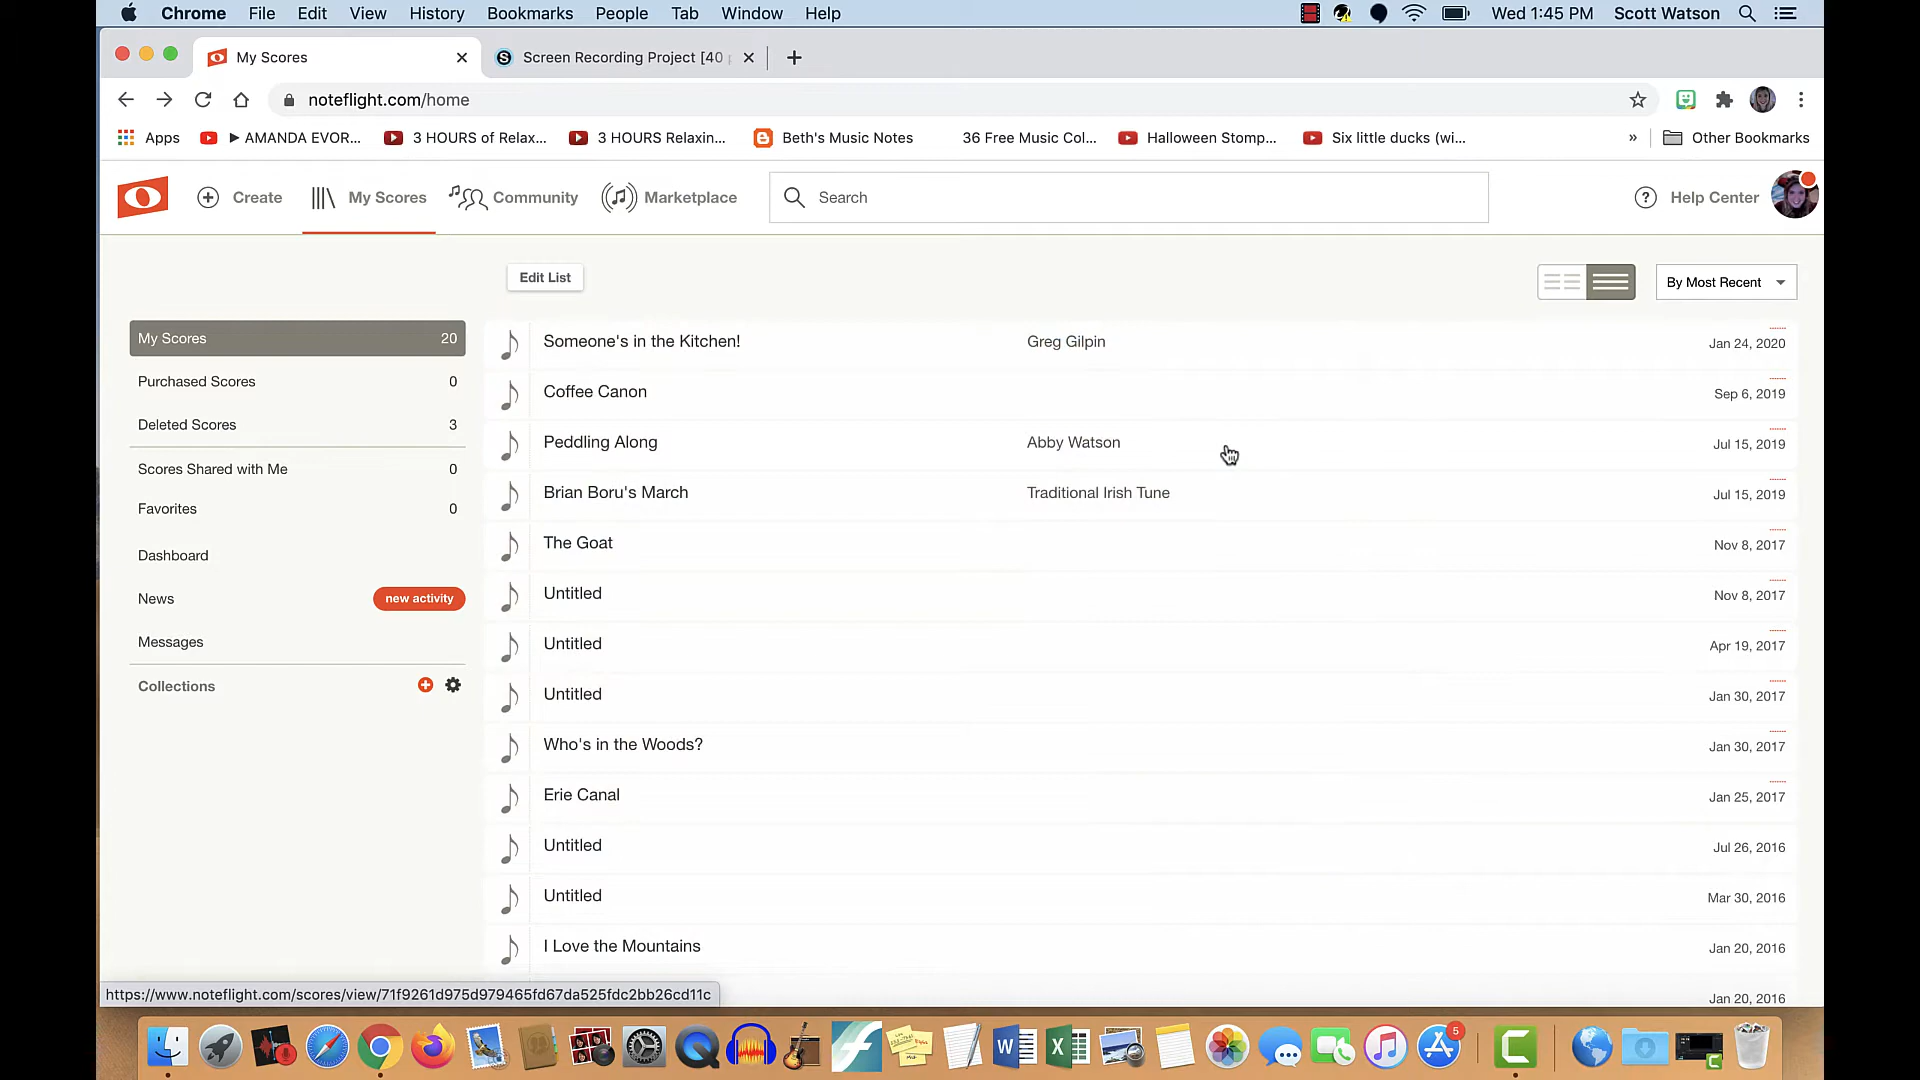 Chrome File Edit View History Bookmarks People Tab Window Help Wed 1:45 PM Scott Watson
My Scores Screen Recording Project [40
noteflight.com/home
Apps ▶ AMANDA EVOR... 3 HOURS of Relax... 3 HOURS Relaxin... Beth's Music Notes 36 Free Music Col... Halloween Stomp... Six little ducks (wi... » Other Bookmarks
Create My Scores Community Marketplace Search Help Center
Edit List By Most Recent
My Scores 20
Purchased Scores 0
Deleted Scores 3
Scores Shared with Me 0
Favorites 0
Dashboard
News new activity
Messages
Collections
Someone's in the Kitchen! Greg Gilpin Jan 24, 2020
Coffee Canon Sep 6, 2019
Peddling Along Abby Watson Jul 15, 2019
Brian Boru's March Traditional Irish Tune Jul 15, 2019
The Goat Nov 8, 2017
Untitled Nov 8, 2017
Untitled Apr 19, 2017
Untitled Jan 30, 2017
Who's in the Woods? Jan 30, 2017
Erie Canal Jan 25, 2017
Untitled Jul 26, 2016
Untitled Mar 30, 2016
I Love the Mountains Jan 20, 2016
Jan 20, 2016
https://www.noteflight.com/scores/view/71f9261d975d979465fd67da525fdc2bb26cd11c
5